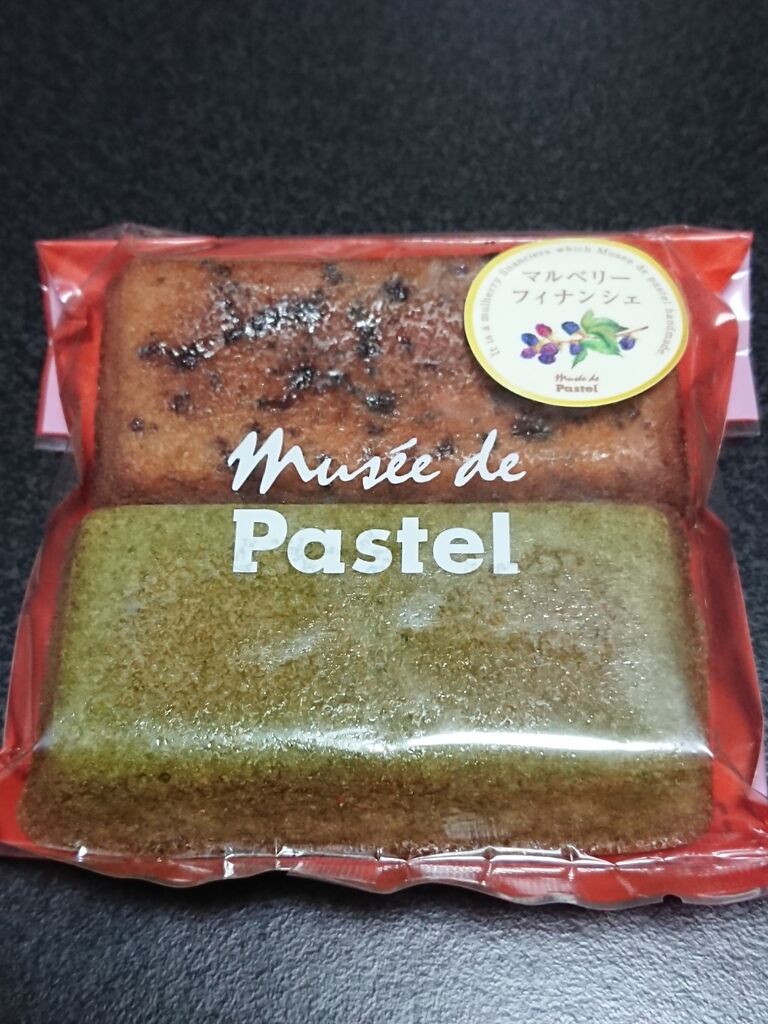 It is a mulberry financiers which Musee de pastel handmade
マルベリー
フィナンシェ
Musée de
Pastel
Musée de
Pastel